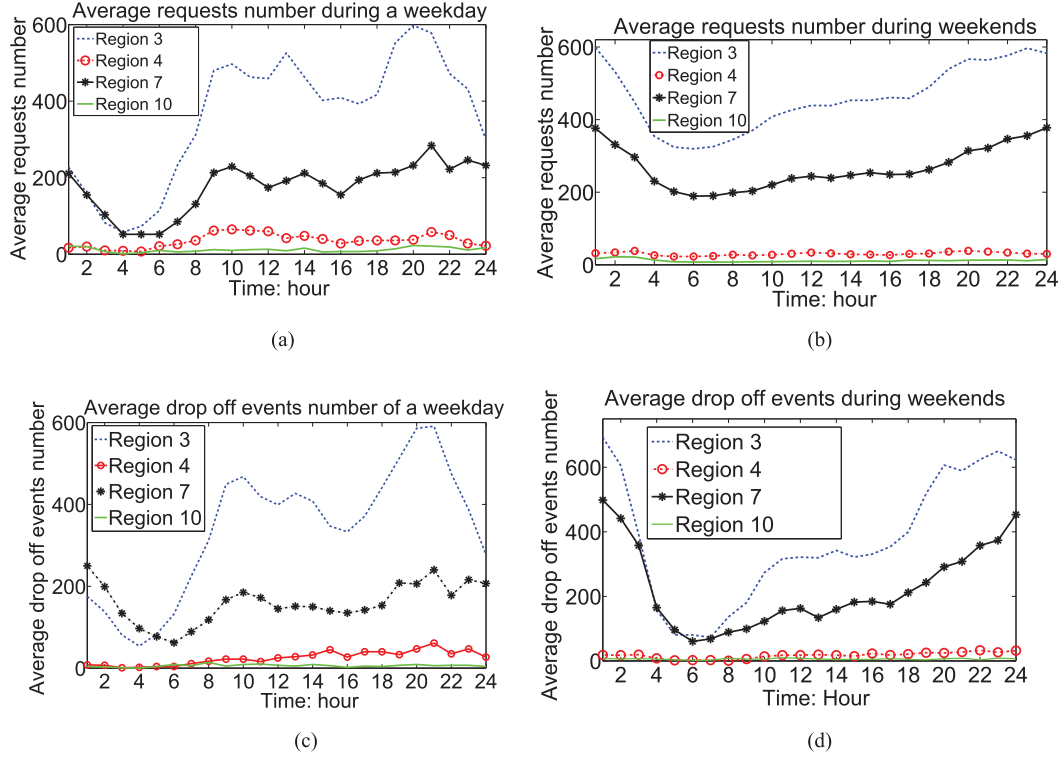 Average requests number during a weekday
Average requests number
600
400
200
0
Region 3
Region 4
Region 7
Region 10
2 4 6 8 10 12 14 16 18 20 22 24
Time: hour
(a)
Average requests number during weekends
Average requests number
600
400
200
0
Region 3
Region 4
Region 7
Region 10
2 4 6 8 10 12 14 16 18 20 22 24
Time: hour
(b)
Average drop off events number of a weekday
Average drop off events number
600
400
200
0
Region 3
Region 4
Region 7
Region 10
2 4 6 8 10 12 14 16 18 20 22 24
Time: hour
(c)
Average drop off events during weekends
Average drop off events number
600
400
200
0
Region 3
Region 4
Region 7
Region 10
2 4 6 8 10 12 14 16 18 20 22 24
Time: Hour
(d)